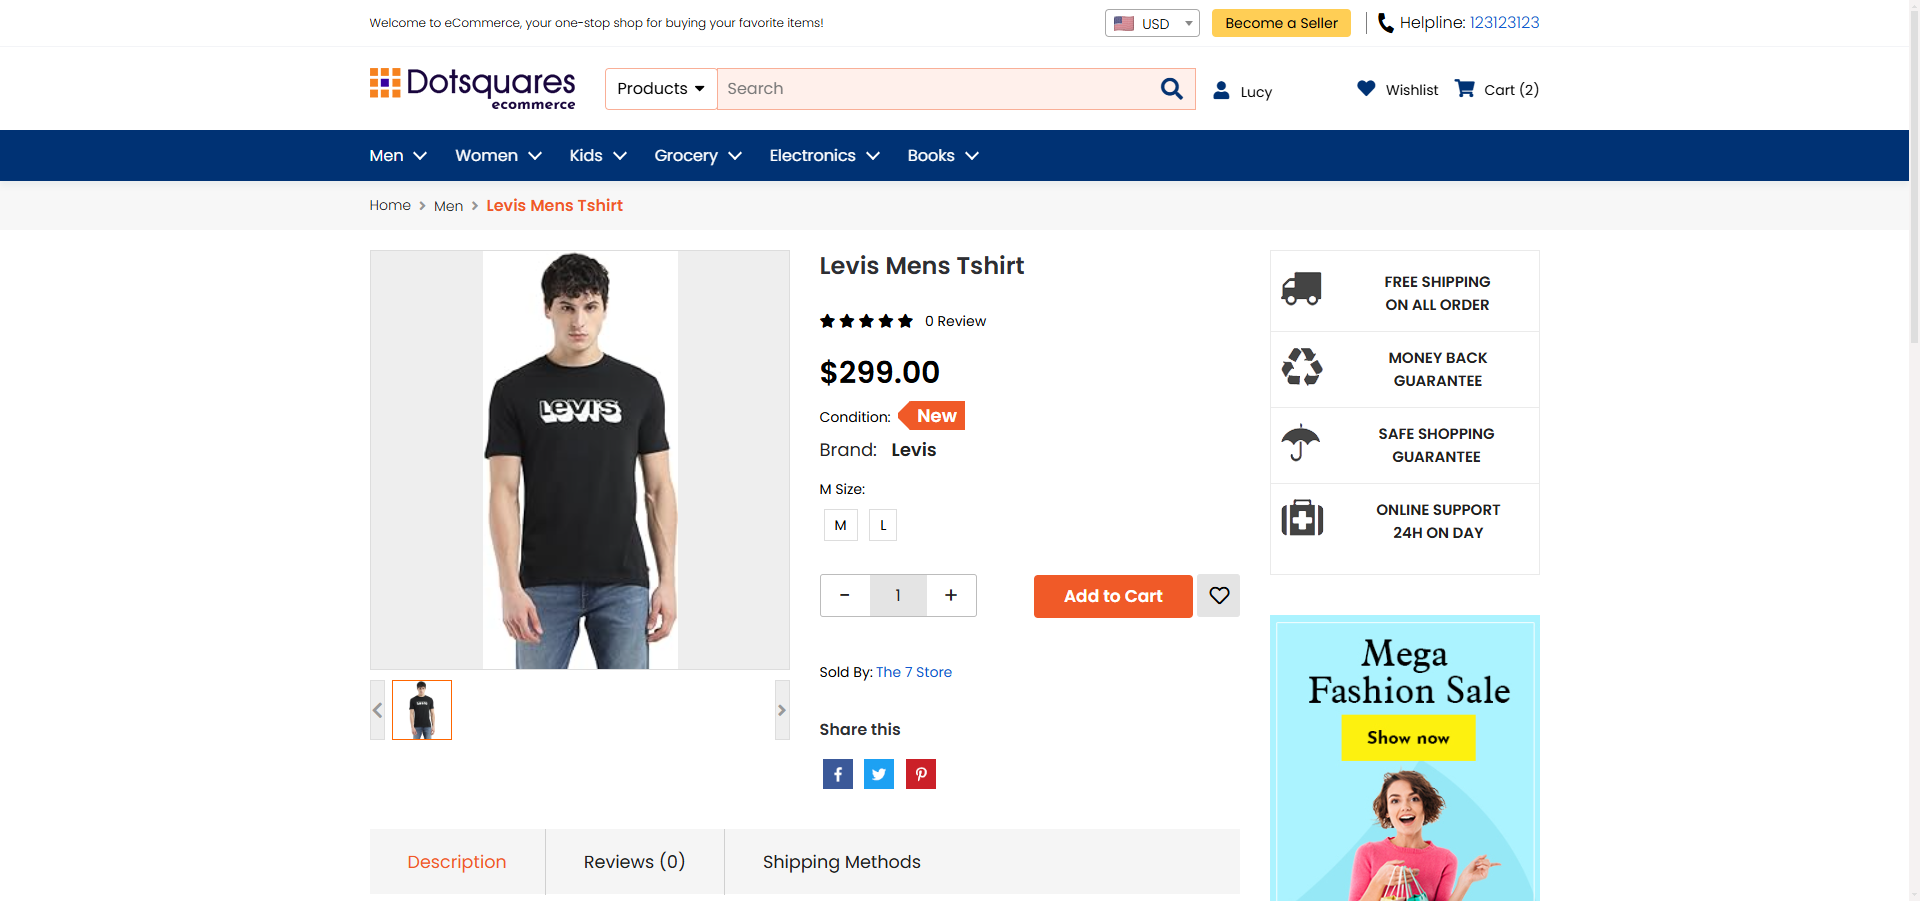 Welcome to eCommerce, your one-stop shop for buying your favorite items!
USD
Become a Seller
Helpline: 123123123
Dotsquares
ecommerce
Products
Search
Lucy
Wishlist
Cart (2)
Men
Women
Kids
Grocery
Electronics
Books
Home
Men
Levis Mens Tshirt
LEVI'S
Levis Mens Tshirt
0 Review
$299.00
Condition:
New
Brand: Levis
M Size:
M
L
-
1
+
Add to Cart
Sold By: The 7 Store
Share this
FREE SHIPPING
ON ALL ORDER
MONEY BACK
GUARANTEE
SAFE SHOPPING
GUARANTEE
ONLINE SUPPORT
24H ON DAY
Mega
Fashion Sale
Show now
Description
Reviews (0)
Shipping Methods